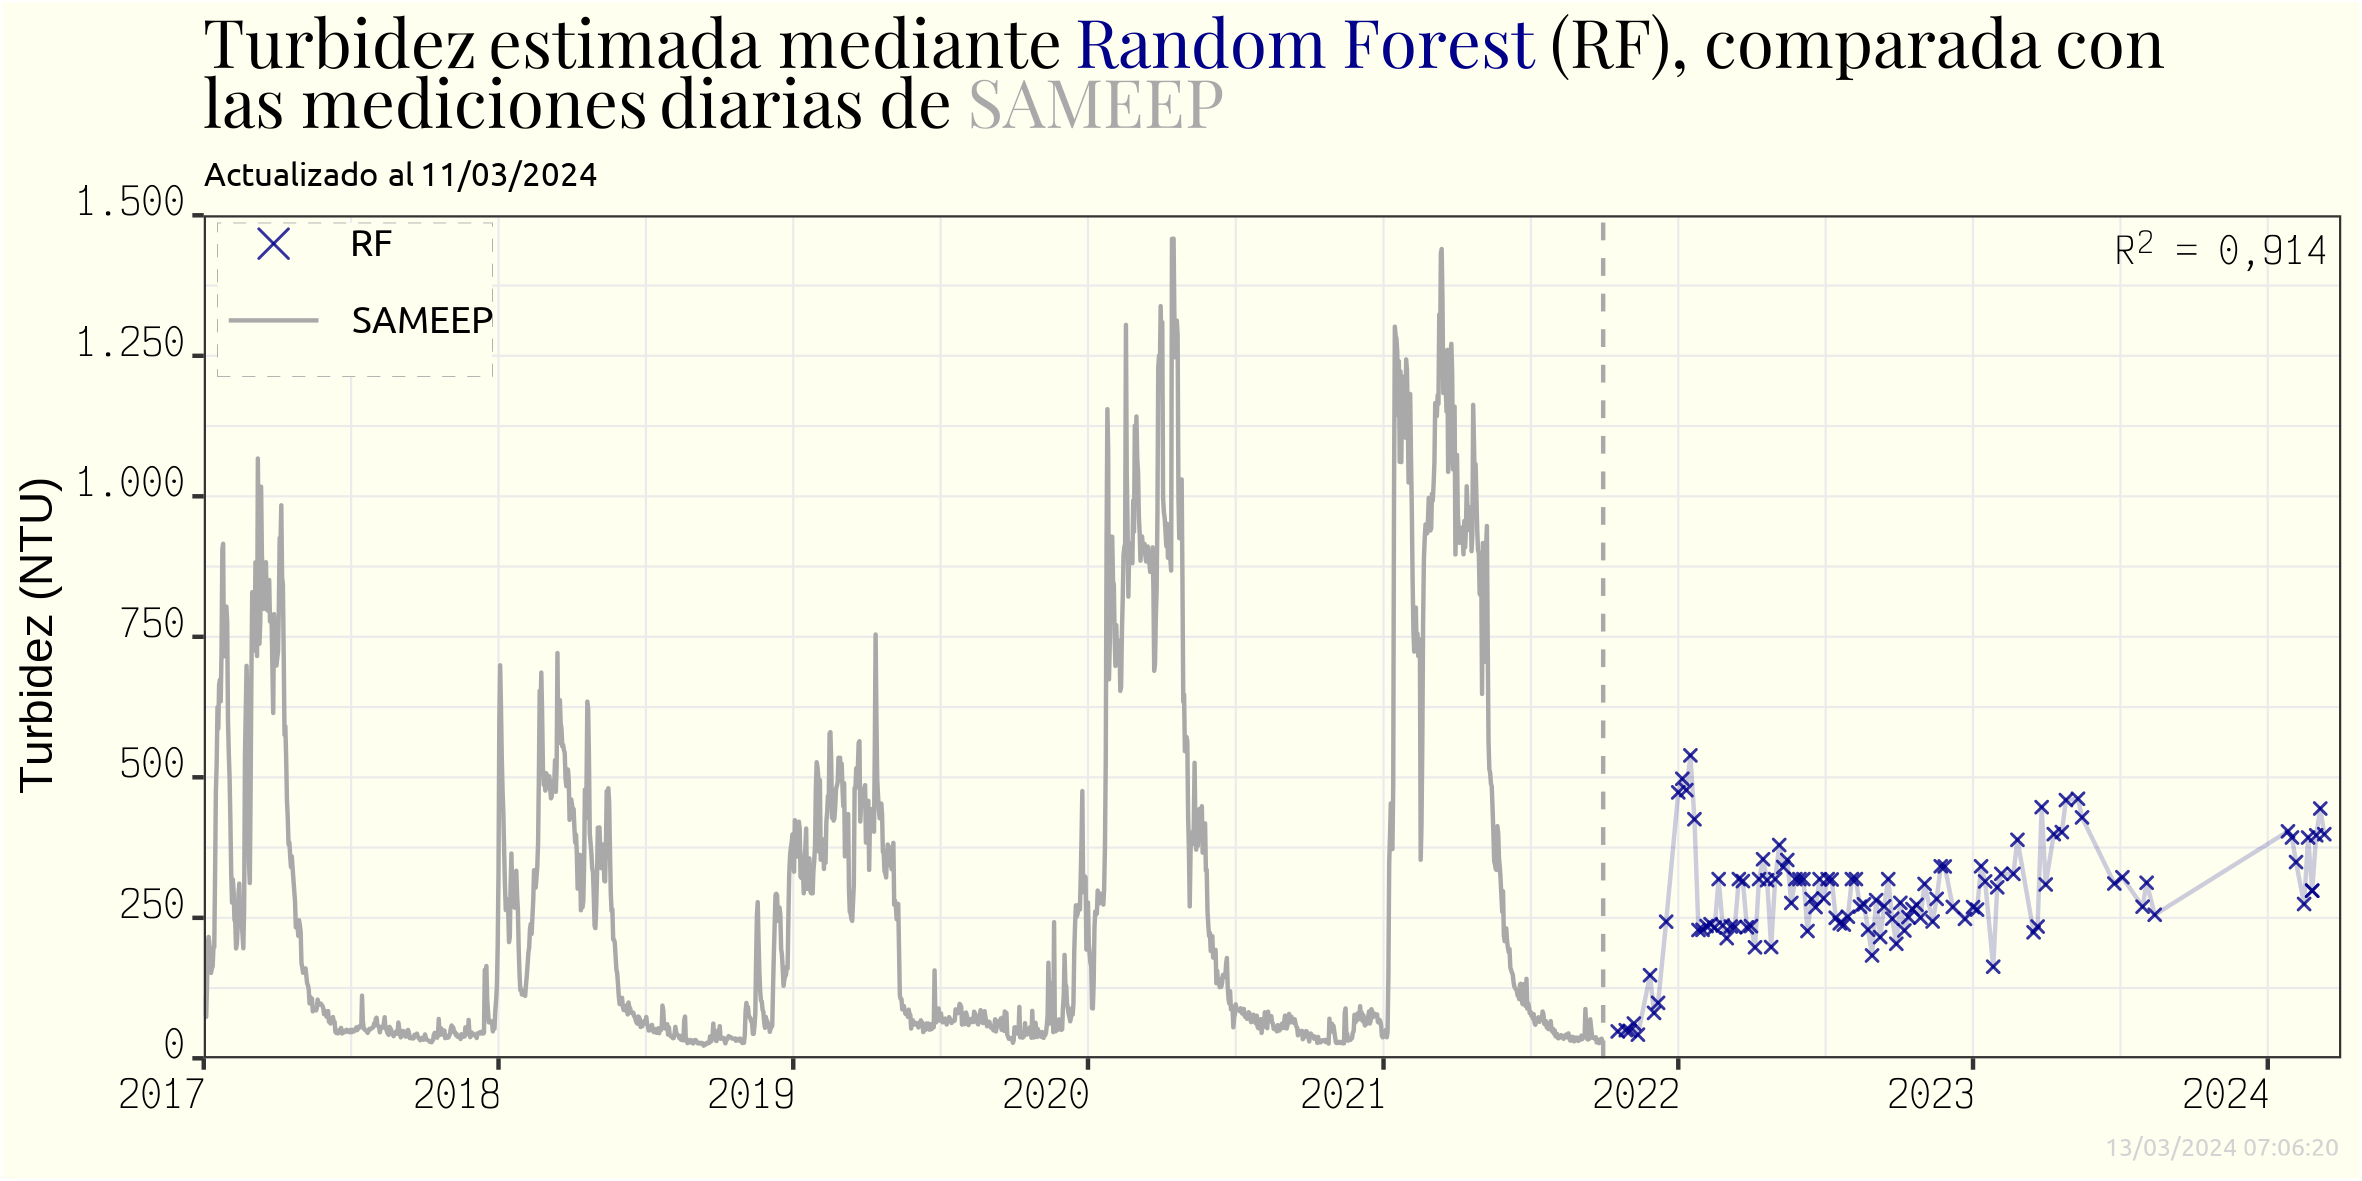 Turbidez estimada mediante Random Forest (RF), comparada con
las mediciones diarias de SAMEEP
Actualizado al 11/03/2024
1.500
1.250
1.000
750
500
250
0
Turbidez (NTU)
RF
SAMEEP
R² = 0,914
2017 2018 2019 2020 2021 2022 2023 2024
13/03/2024 07:06:20